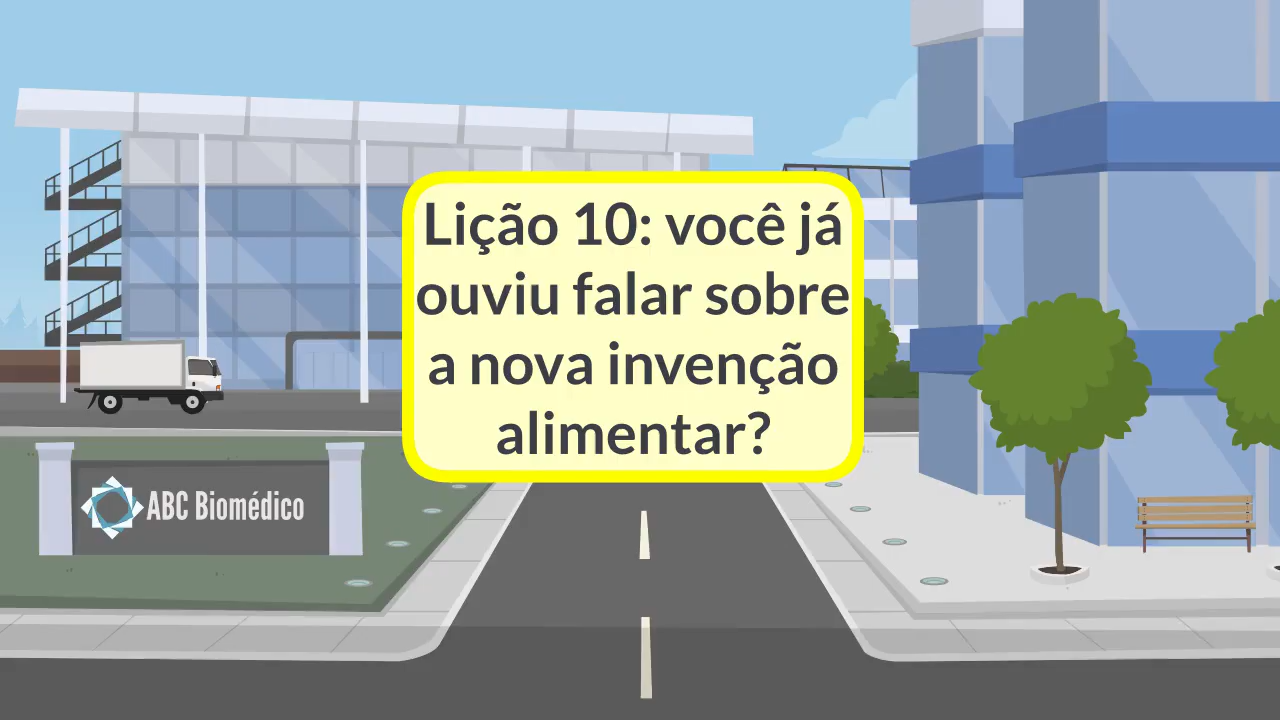 Lição 10: você já
ouviu falar sobre
a nova invenção
alimentar?
ABC Biomédico